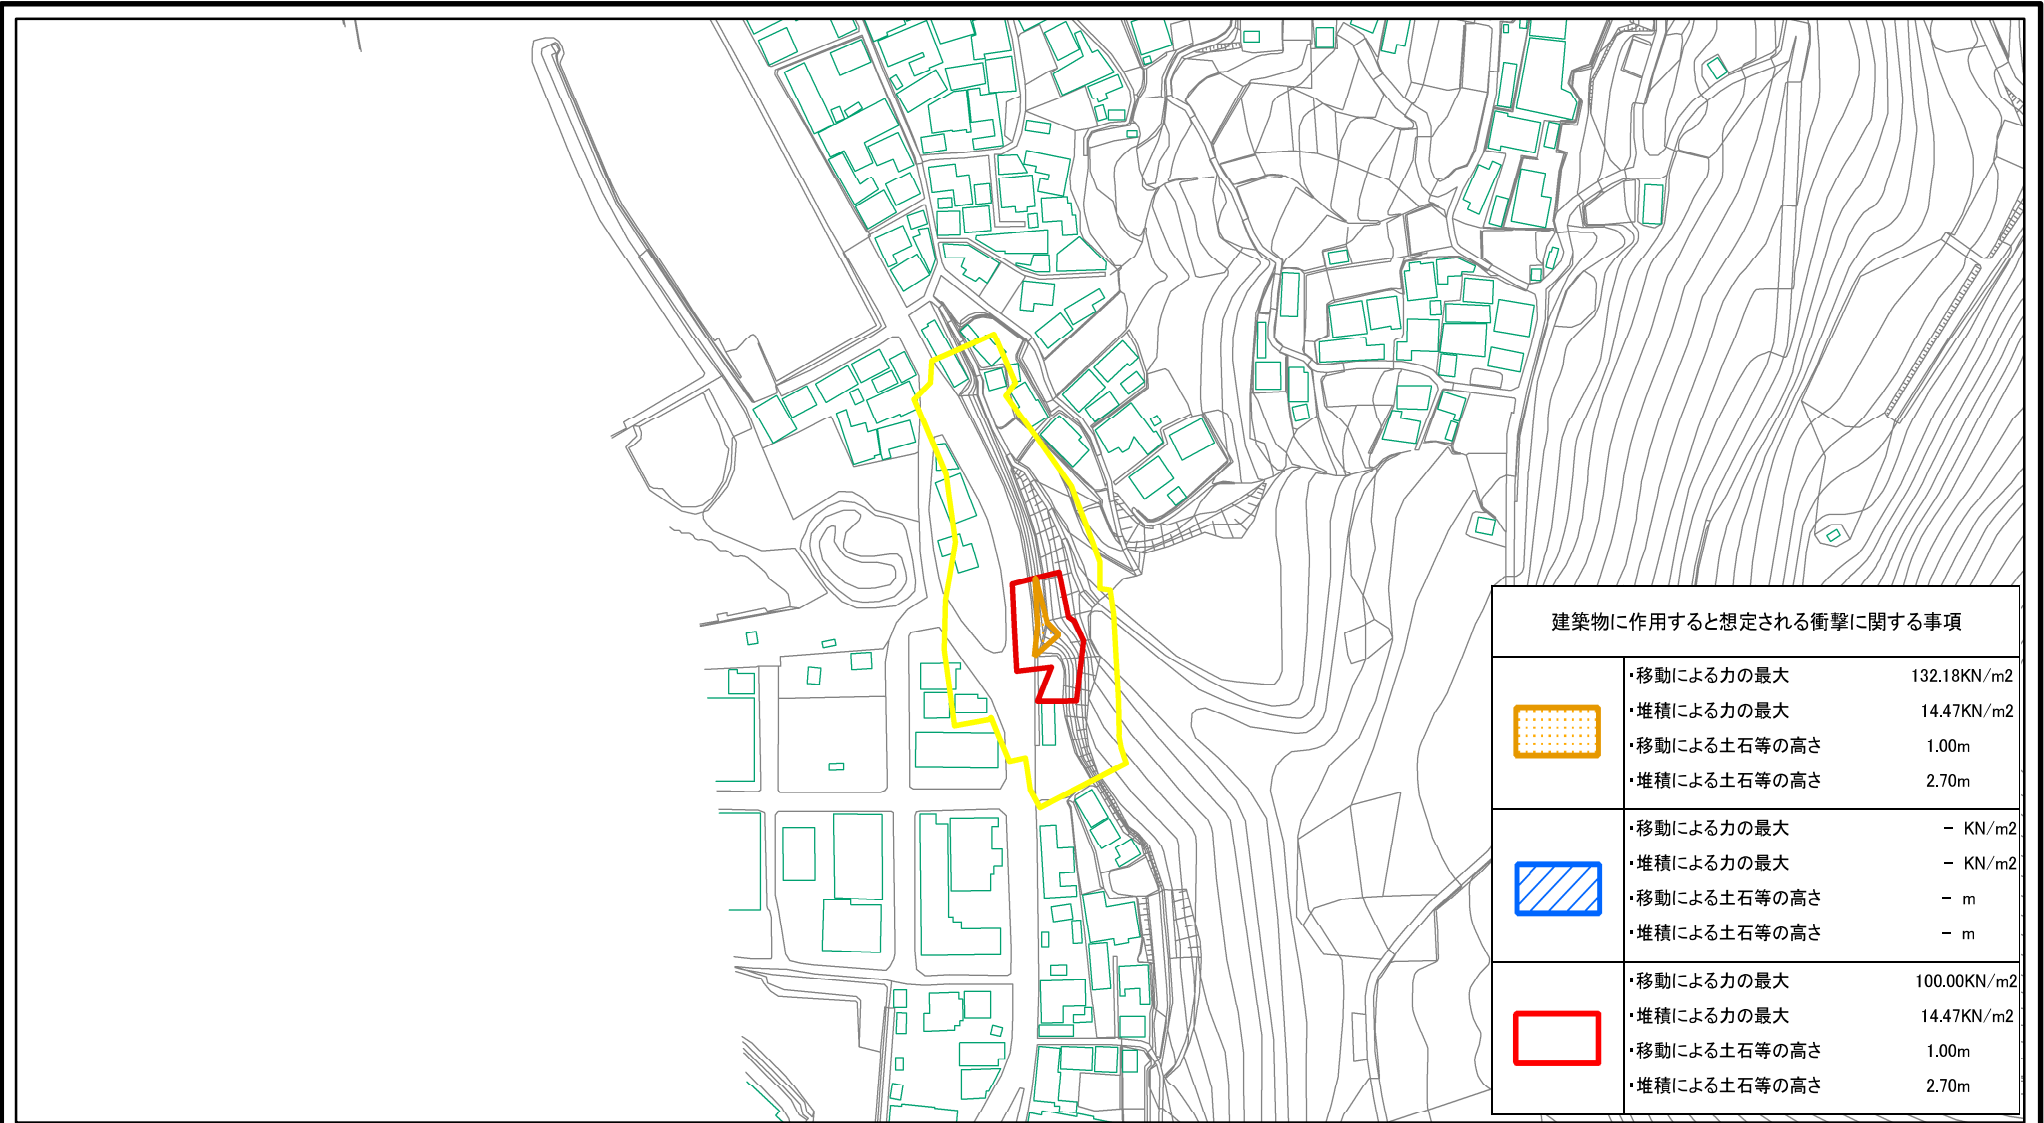 建築物に作用すると想定される衝撃に関する事項
・移動による力の最大 132.18KN/m2
・堆積による力の最大 14.47KN/m2
・移動による土石等の高さ 1.00m
・堆積による土石等の高さ 2.70m
・移動による力の最大 － KN/m2
・堆積による力の最大 － KN/m2
・移動による土石等の高さ － m
・堆積による土石等の高さ － m
・移動による力の最大 100.00KN/m2
・堆積による力の最大 14.47KN/m2
・移動による土石等の高さ 1.00m
・堆積による土石等の高さ 2.70m